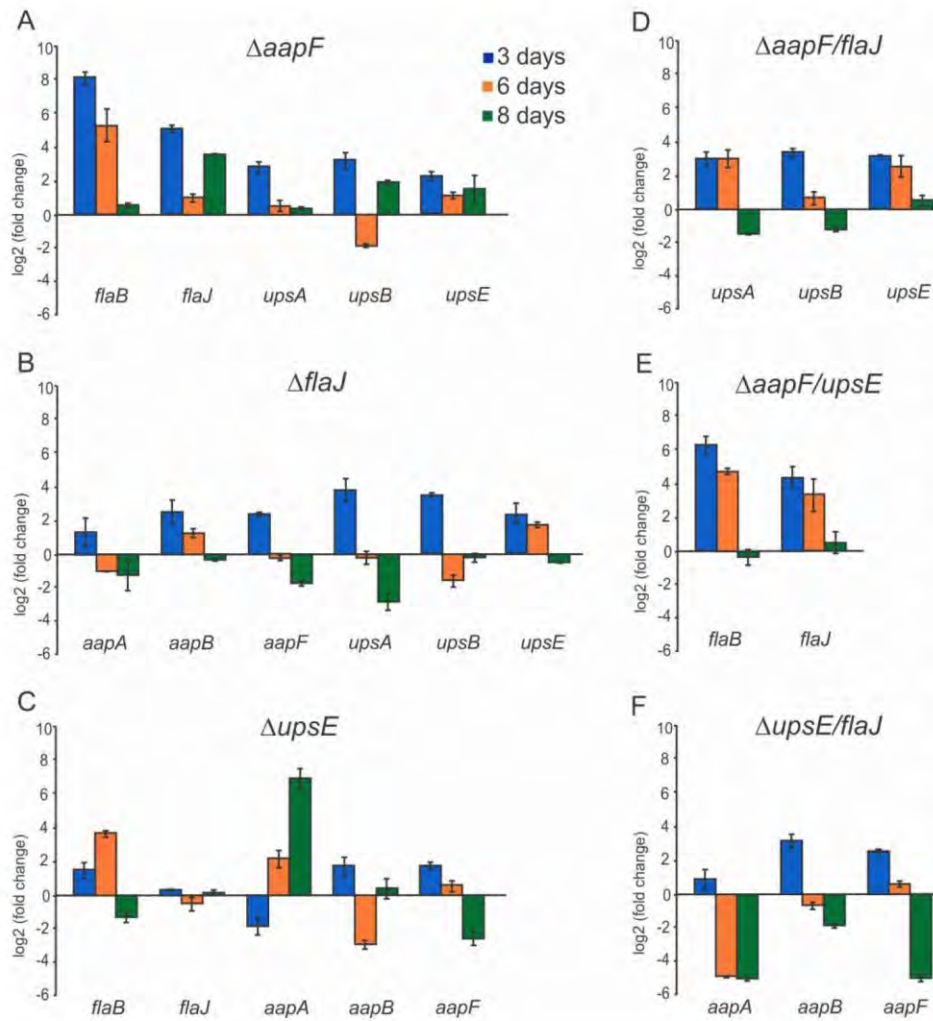 A
ΔaapF
3 days
6 days
8 days
log2 (fold change)
10
8
6
4
2
0
-2
-4
-6
flaB flaJ upsA upsB upsE
D
ΔaapF/flaJ
log2 (fold change)
10
8
6
4
2
0
-2
-4
-6
upsA upsB upsE
B
ΔflaJ
log2 (fold change)
10
8
6
4
2
0
-2
-4
-6
aapA aapB aapF upsA upsB upsE
E
ΔaapF/upsE
log2 (fold change)
10
8
6
4
2
0
-2
-4
-6
flaB flaJ
C
ΔupsE
log2 (fold change)
10
8
6
4
2
0
-2
-4
-6
flaB flaJ aapA aapB aapF
F
ΔupsE/flaJ
log2 (fold change)
10
8
6
4
2
0
-2
-4
-6
aapA aapB aapF